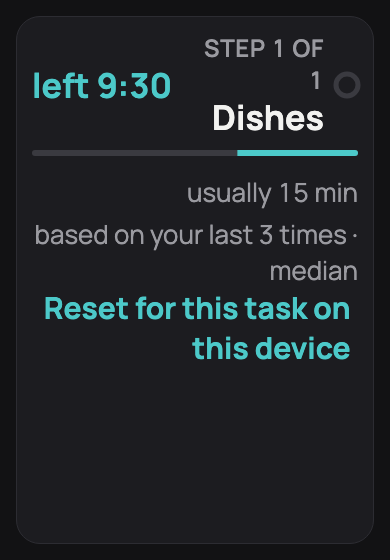 STEP 1 OF
1
left 9:30
Dishes
usually 15 min
based on your last 3 times ·
median
Reset for this task on
this device